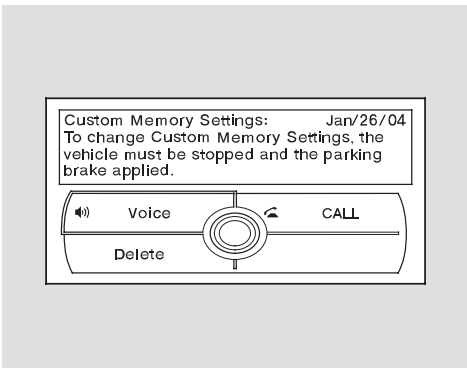 Custom Memory Settings: Jan/26/04
To change Custom Memory Settings, the
vehicle must be stopped and the parking
brake applied.
Voice CALL
Delete